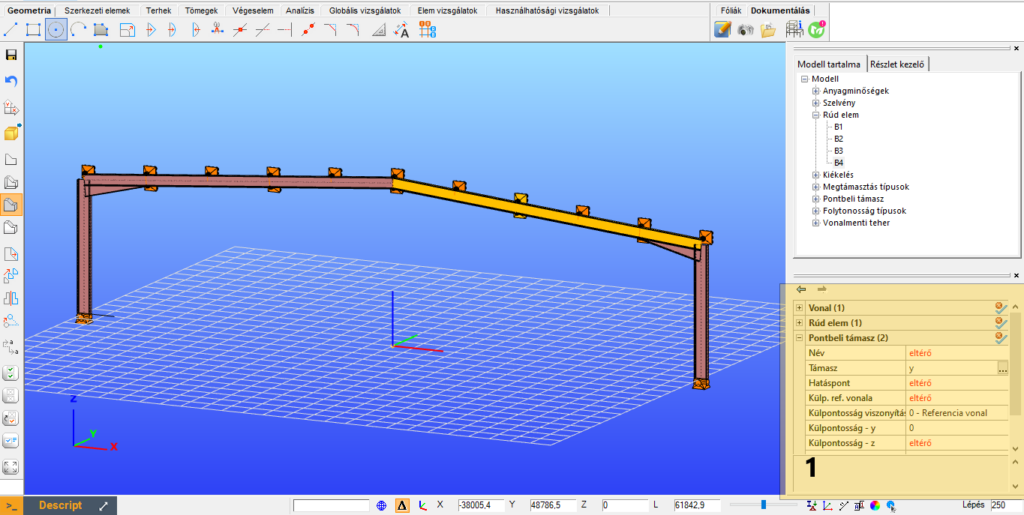 Geometria Szerkezeti elemek Terhek Tömegek Végeselem Analízis Globális vizsgálatok Elem vizsgálatok Használhatósági vizsgálatok Fóliák Dokumentálás
Modell tartalma Részlet kezelő
Modell
Anyagminőségek
Szelvény
Rúd elem
B1
B2
B3
B4
Kiékelés
Megtámasztás típusok
Pontbeli támasz
Folytonosság típusok
Vonalmenti teher
Vonal (1)
Rúd elem (1)
Pontbeli támasz (2)
Név eltérő
Támasz y ...
Hatáspont eltérő
Külp. ref. vonala eltérő
Külpontosság viszonyítás 0 - Referencia vonal
Külpontosság - y 0
Külpontosság - z eltérő
1
Z
Y
X
>_ Descript Δ X -38005,4 Y 48786,5 Z 0 L 61842,9 Lépés 250